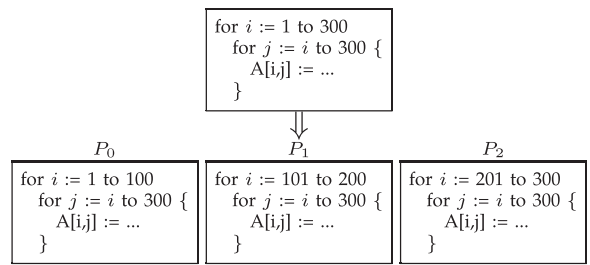 for i := 1 to 300
for j := i to 300 {
A[i,j] := ...
}
P₀
for i := 1 to 100
for j := i to 300 {
A[i,j] := ...
}
P₁
for i := 101 to 200
for j := i to 300 {
A[i,j] := ...
}
P₂
for i := 201 to 300
for j := i to 300 {
A[i,j] := ...
}